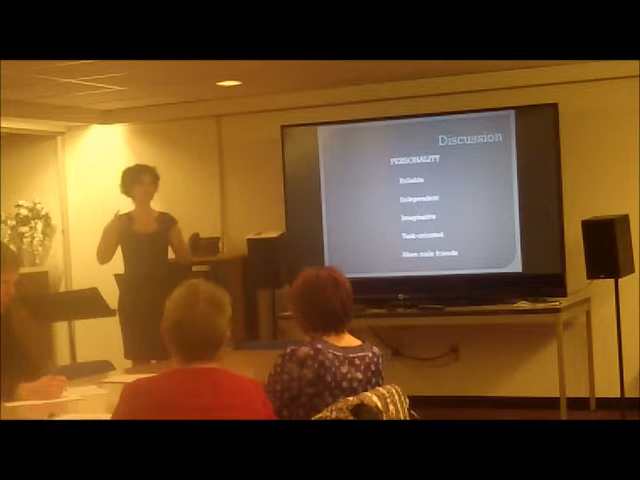 Discussion
PERSONALITY
Reliable
Independent
Imaginative
Task-oriented
More male friends